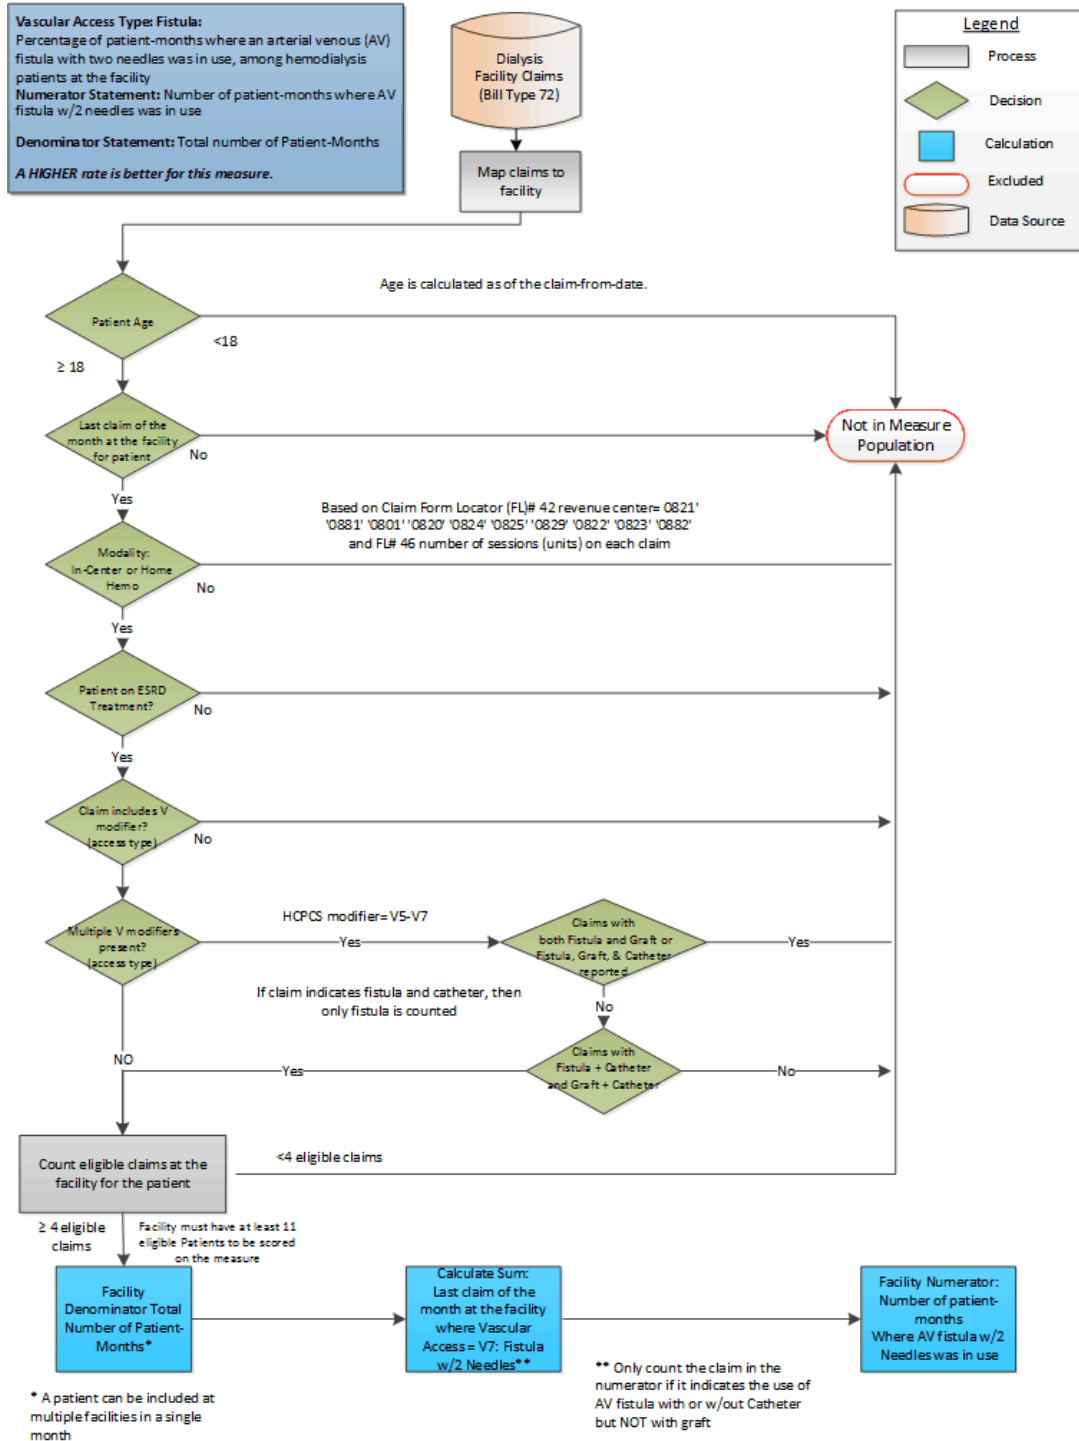 Vascular Access Type: Fistula:
Percentage of patient-months where an arterial venous (AV)
fistula with two needles was in use, among hemodialysis
patients at the facility
Numerator Statement: Number of patient-months where AV
fistula w/2 needles was in use
Denominator Statement: Total number of Patient-Months
A HIGHER rate is better for this measure.
Dialysis
Facility Claims
(Bill Type 72)
Legend
Process
Decision
Calculation
Excluded
Data Source
Map claims to
facility
Age is calculated as of the claim-from-date.
Patient Age
<18
≥ 18
Last claim of the
month at the facility
for patient
No
Not in Measure
Population
Yes
Based on Claim Form Locator (FL)# 42 revenue center= 0821'
'0881' '0801' '0820' '0824' '0825' '0829' '0822' '0823' '0882'
and FL# 46 number of sessions (units) on each claim
Modality:
In-Center or Home
Hemo
No
Yes
Patient on ESRD
Treatment?
No
Yes
Claim includes V
modifier?
(access type)
No
HCPCS modifier= V5-V7
Multiple V modifiers
present?
(access type)
Yes
Claims with
both Fistula and Graft or
Fistula, Graft, & Catheter
reported
Yes
If claim indicates fistula and catheter, then
only fistula is counted
No
NO
Yes
Claims with
Fistula + Catheter
and Graft + Catheter
No
Count eligible claims at the
facility for the patient
<4 eligible claims
≥ 4 eligible
claims
Facility must have at least 11
eligible Patients to be scored
on the measure
Facility
Denominator Total
Number of Patient-
Months*
Calculate Sum:
Last claim of the
month at the facility
where Vascular
Access = V7: Fistula
w/2 Needles**
Facility Numerator:
Number of patient-
months
Where AV fistula w/2
Needles was in use
* A patient can be included at
multiple facilities in a single
month
** Only count the claim in the
numerator if it indicates the use of
AV fistula with or w/out Catheter
but NOT with graft